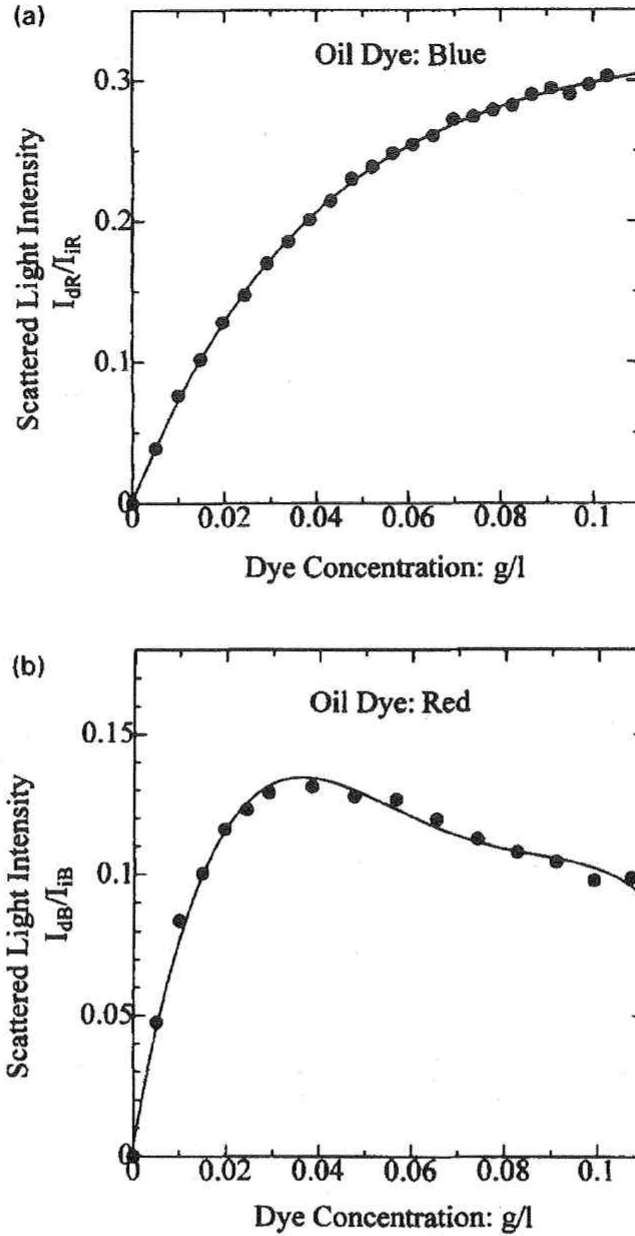 (a)
Oil Dye: Blue
Scattered Light Intensity
I_dR/I_iR
0.3
0.2
0.1
0
0 0.02 0.04 0.06 0.08 0.1
Dye Concentration: g/l
(b)
Oil Dye: Red
Scattered Light Intensity
I_dB/I_iB
0.15
0.1
0.05
0
0 0.02 0.04 0.06 0.08 0.1
Dye Concentration: g/l